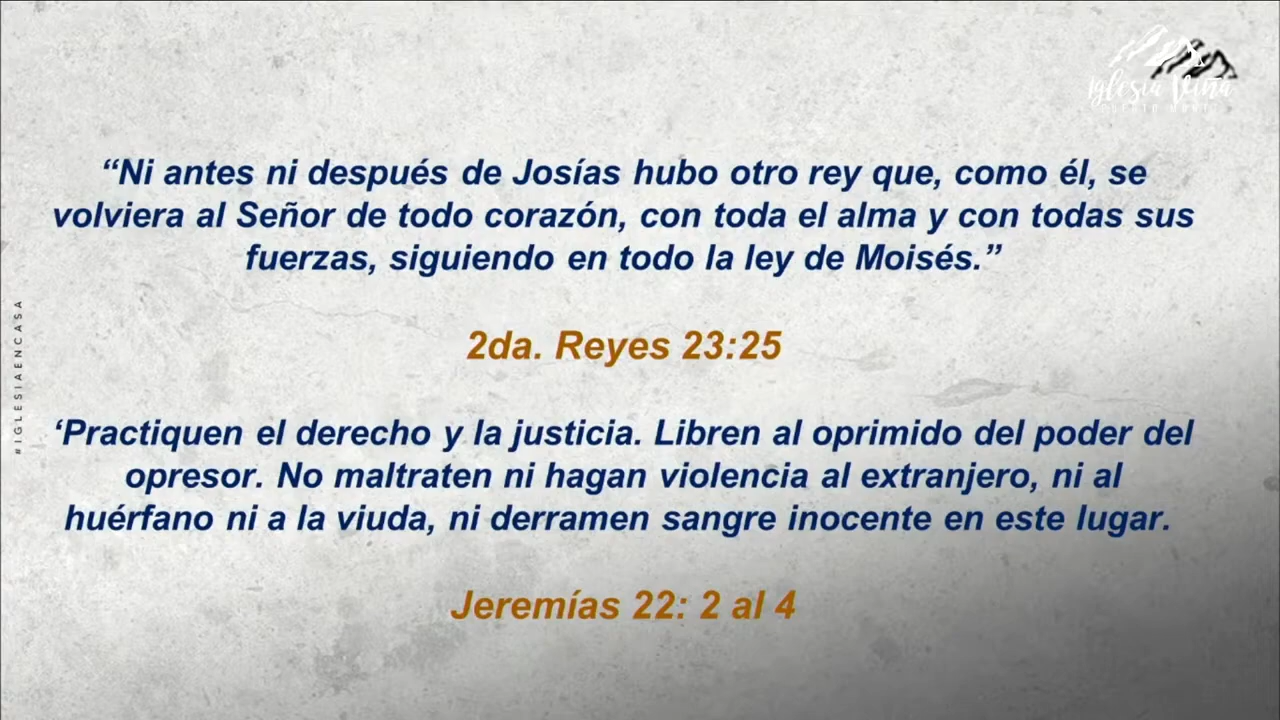 Iglesia Viña
“Ni antes ni después de Josías hubo otro rey que, como él, se
volviera al Señor de todo corazón, con toda el alma y con todas sus
fuerzas, siguiendo en todo la ley de Moisés.”
2da. Reyes 23:25
#IGLESIAENCASA
‘Practiquen el derecho y la justicia. Libren al oprimido del poder del
opresor. No maltraten ni hagan violencia al extranjero, ni al
huérfano ni a la viuda, ni derramen sangre inocente en este lugar.
Jeremías 22: 2 al 4